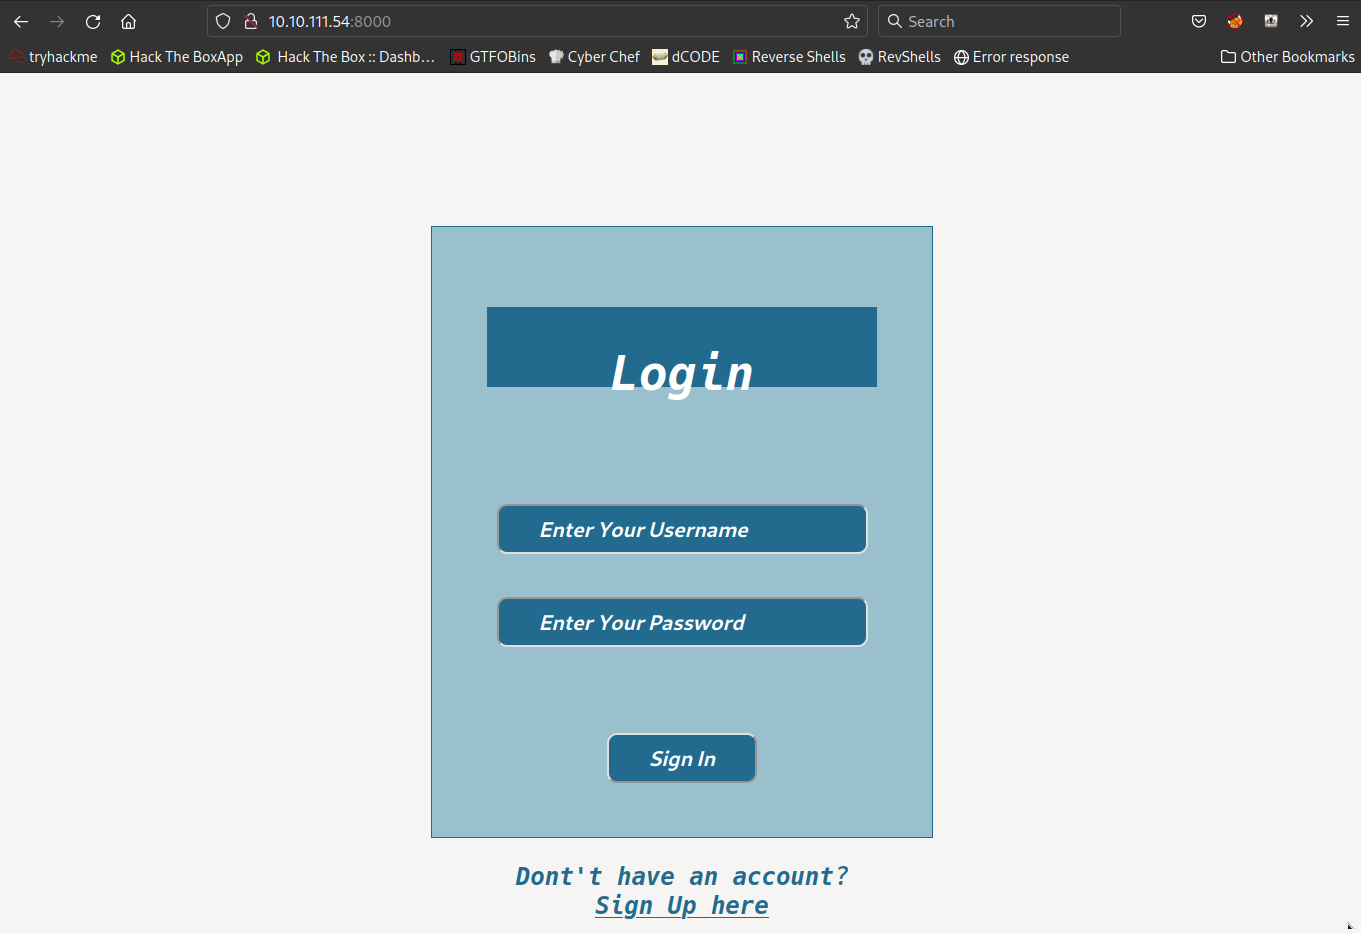 10.10.111.54:8000
Search
tryhackme Hack The BoxApp Hack The Box :: Dashb… GTFOBins Cyber Chef dCODE Reverse Shells RevShells Error response Other Bookmarks
Login
Enter Your Username
Enter Your Password
Sign In
Dont't have an account?
Sign Up here